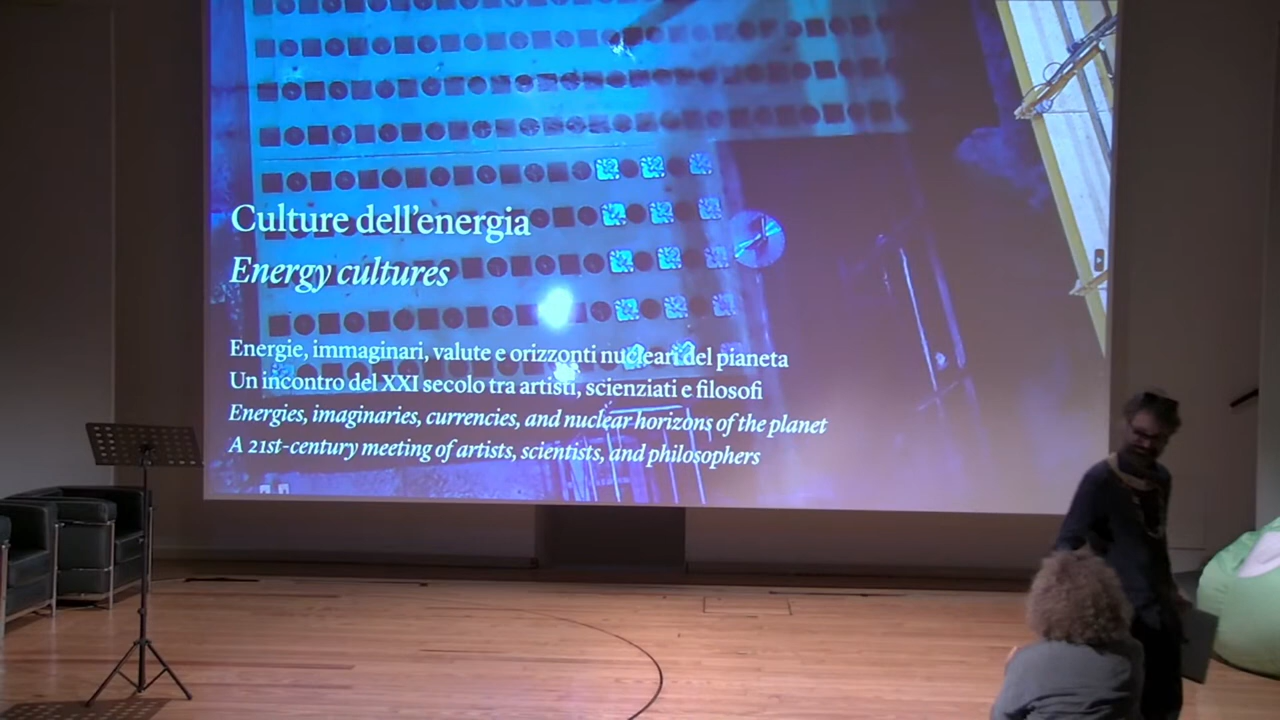 Culture dell'energia
Energy cultures
Energie, immaginari, valute e orizzonti nucleari del pianeta
Un incontro del XXI secolo tra artisti, scienziati e filosofi
Energies, imaginaries, currencies, and nuclear horizons of the planet
A 21st-century meeting of artists, scientists, and philosophers